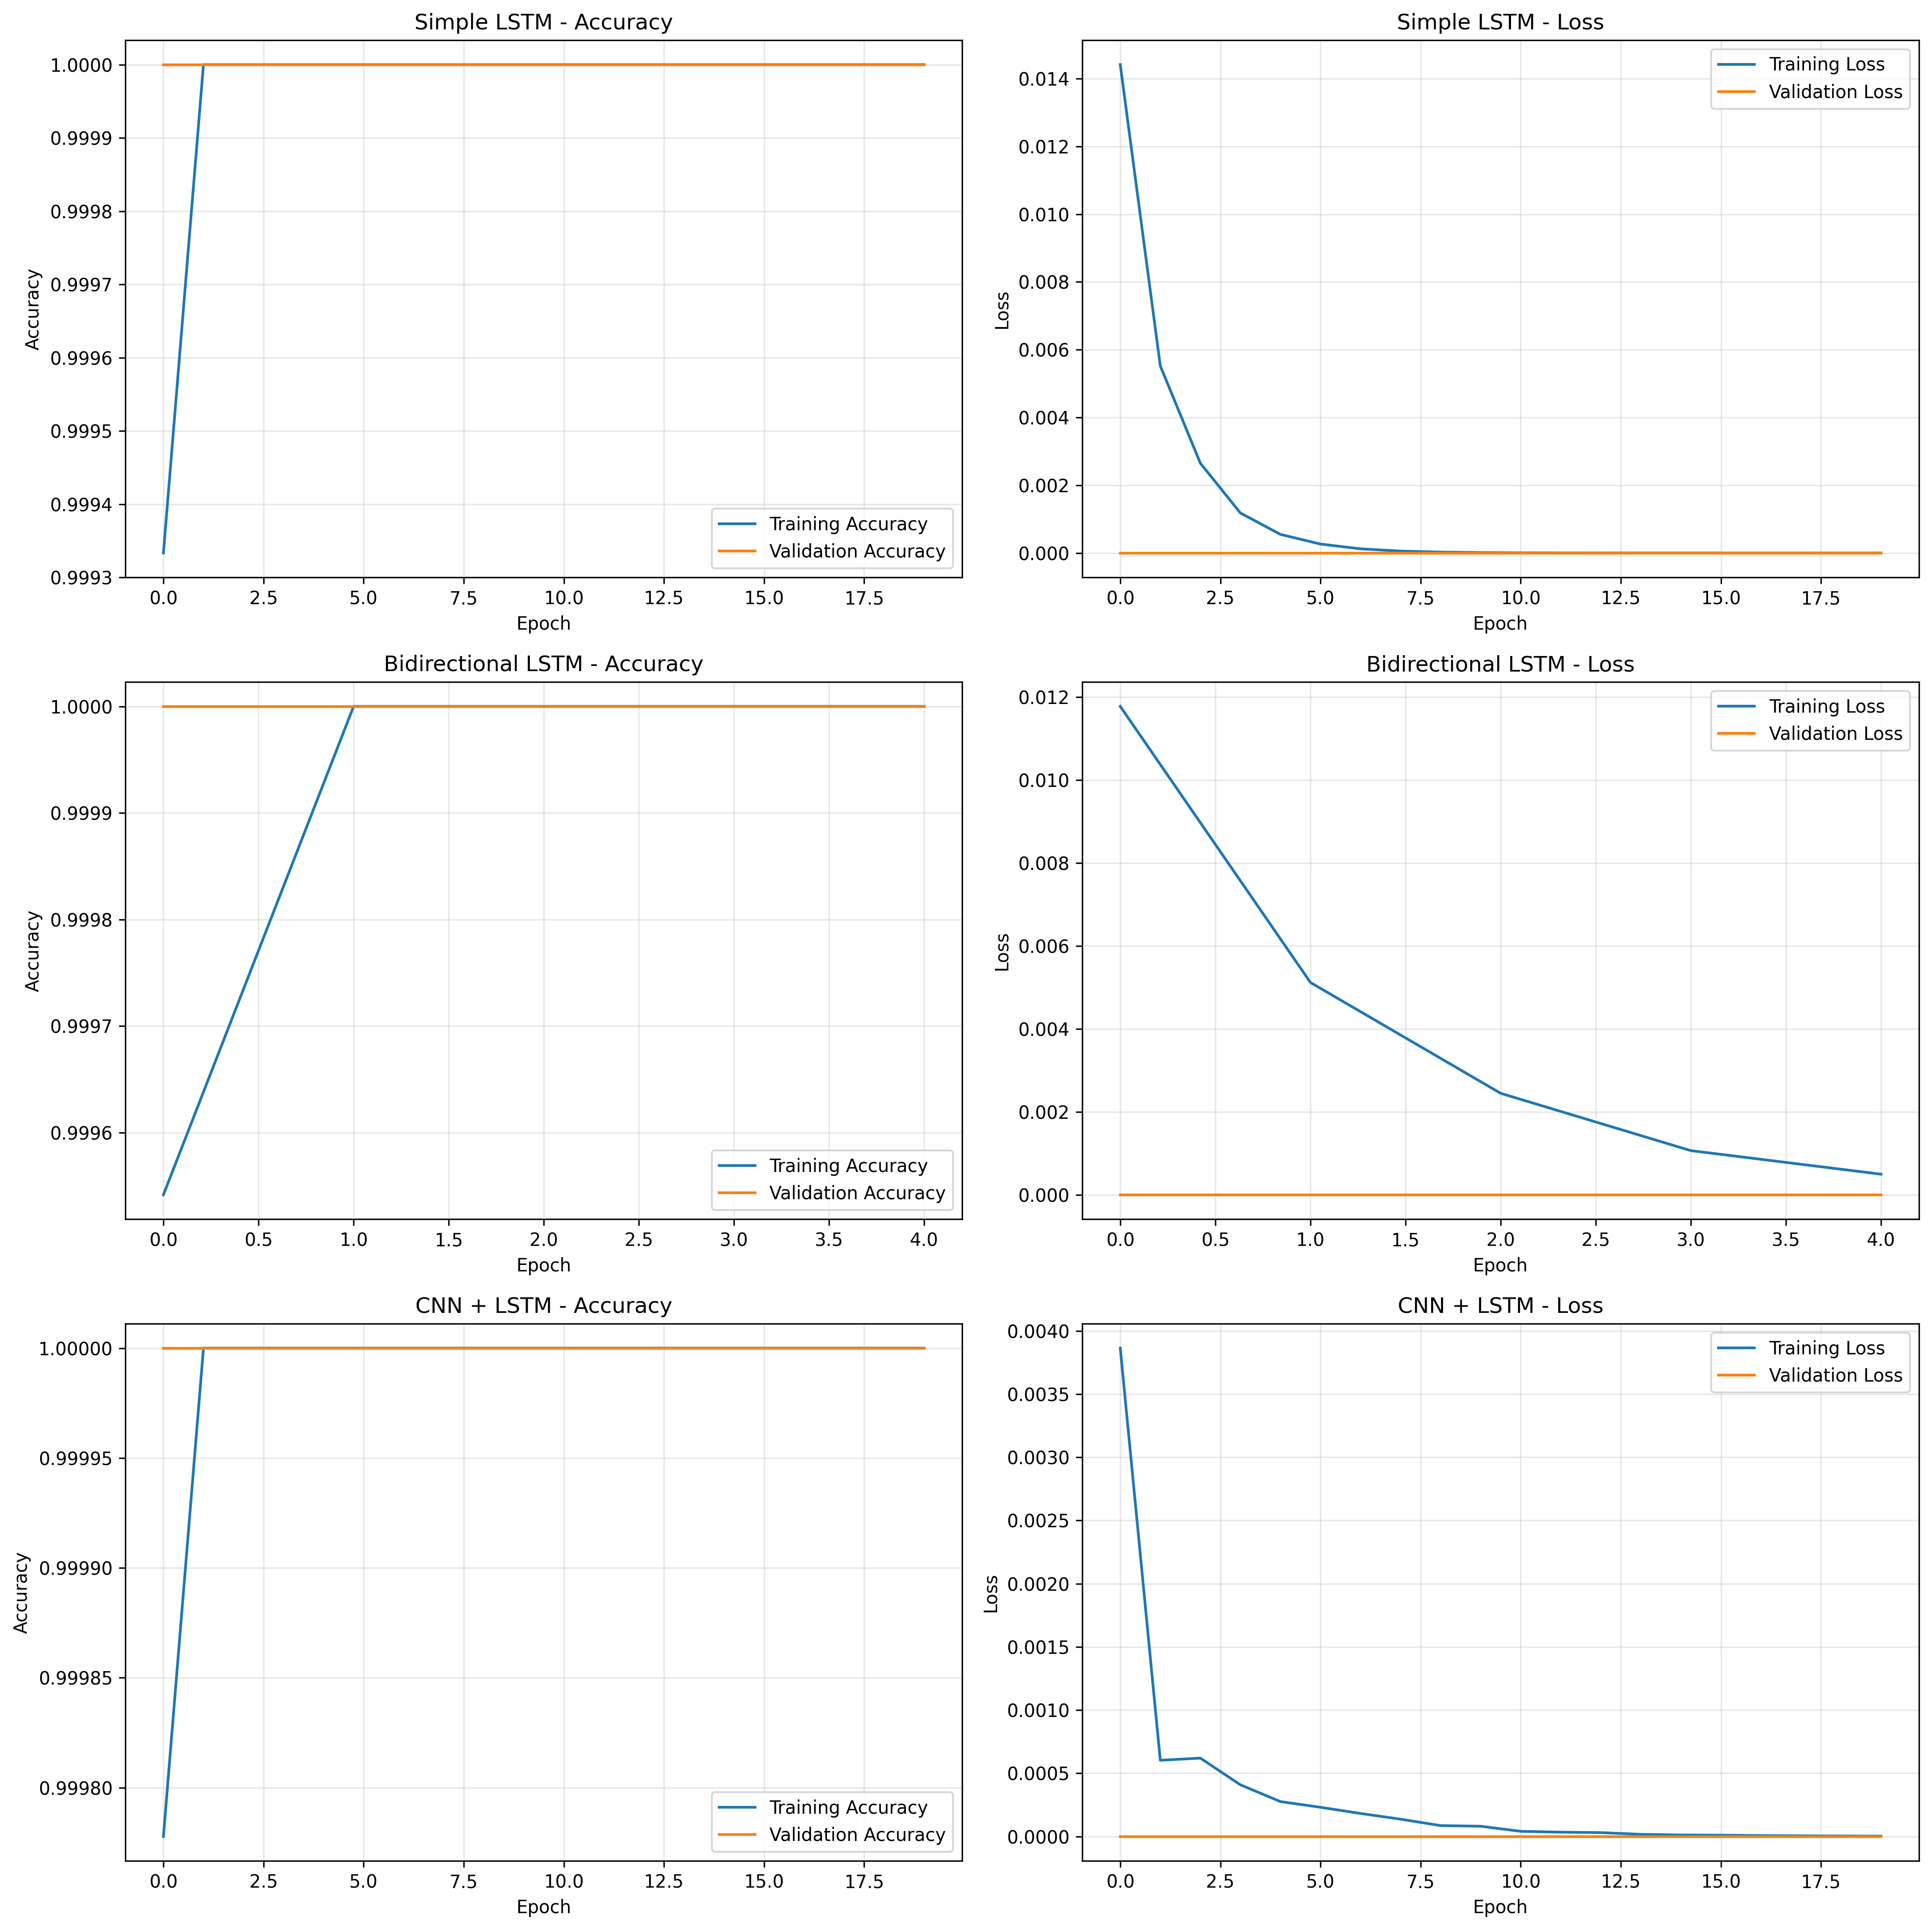 Simple LSTM - Accuracy
Accuracy
1.0000
0.9999
0.9998
0.9997
0.9996
0.9995
0.9994
0.9993
Training Accuracy
Validation Accuracy
0.0 2.5 5.0 7.5 10.0 12.5 15.0 17.5
Epoch
Simple LSTM - Loss
Loss
0.014
0.012
0.010
0.008
0.006
0.004
0.002
0.000
Training Loss
Validation Loss
0.0 2.5 5.0 7.5 10.0 12.5 15.0 17.5
Epoch
Bidirectional LSTM - Accuracy
Accuracy
1.0000
0.9999
0.9998
0.9997
0.9996
Training Accuracy
Validation Accuracy
0.0 0.5 1.0 1.5 2.0 2.5 3.0 3.5 4.0
Epoch
Bidirectional LSTM - Loss
Loss
0.012
0.010
0.008
0.006
0.004
0.002
0.000
Training Loss
Validation Loss
0.0 0.5 1.0 1.5 2.0 2.5 3.0 3.5 4.0
Epoch
CNN + LSTM - Accuracy
Accuracy
1.00000
0.99995
0.99990
0.99985
0.99980
Training Accuracy
Validation Accuracy
0.0 2.5 5.0 7.5 10.0 12.5 15.0 17.5
Epoch
CNN + LSTM - Loss
Loss
0.0040
0.0035
0.0030
0.0025
0.0020
0.0015
0.0010
0.0005
0.0000
Training Loss
Validation Loss
0.0 2.5 5.0 7.5 10.0 12.5 15.0 17.5
Epoch